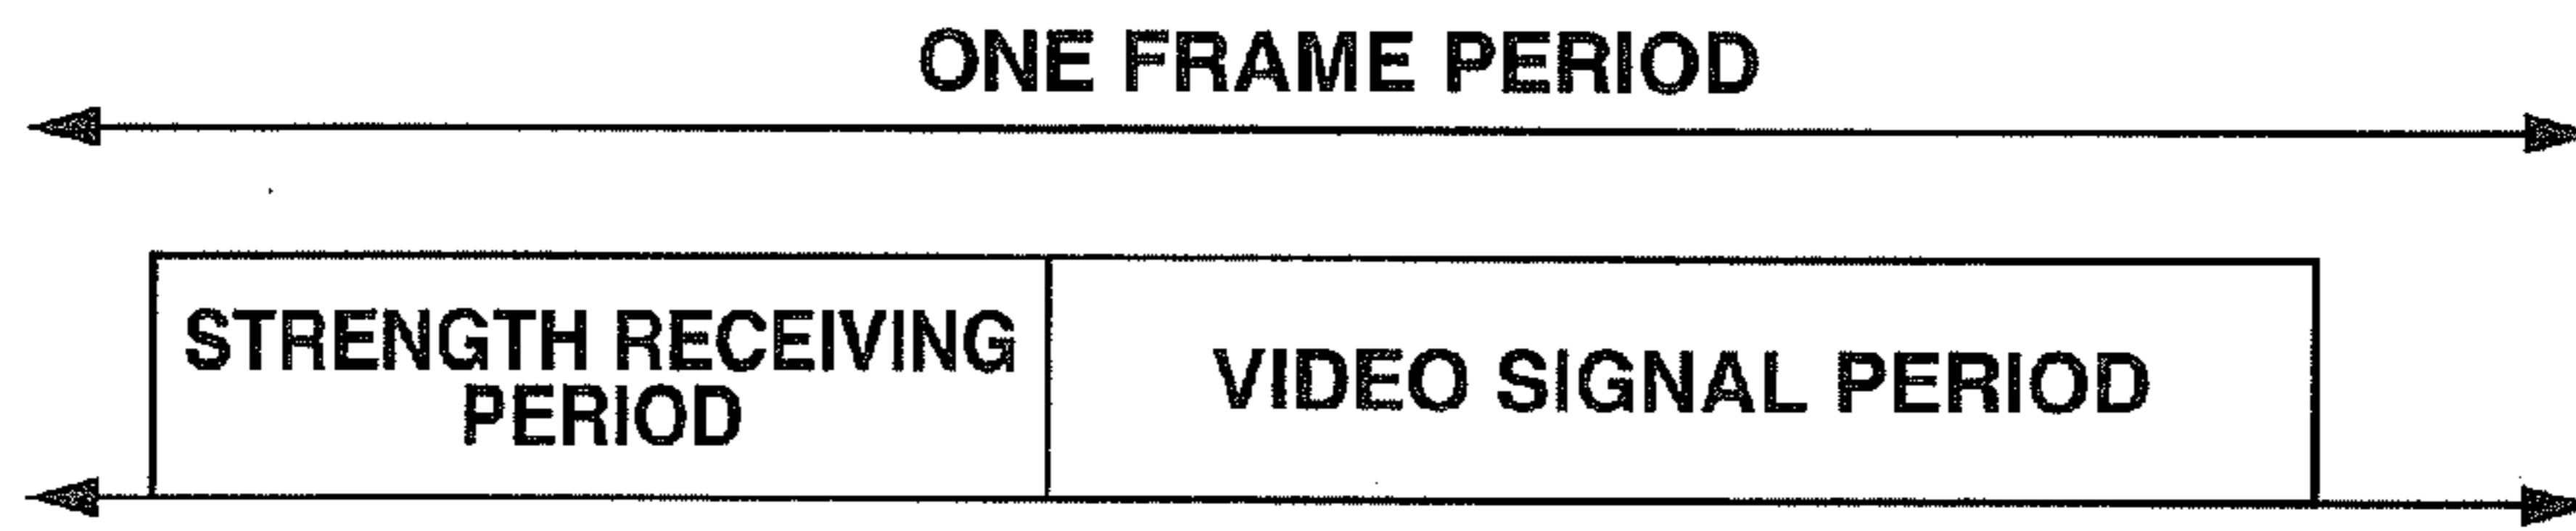 ONE FRAME PERIOD
STRENGTH RECEIVING
PERIOD
VIDEO SIGNAL PERIOD